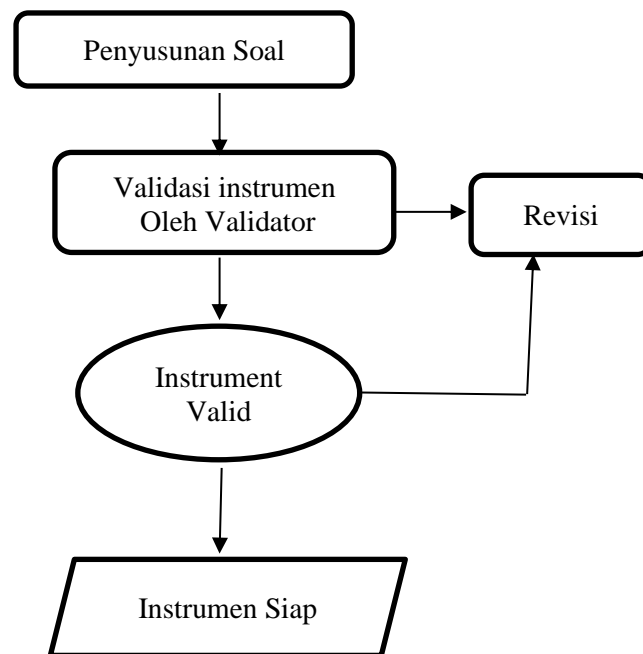 Penyusunan Soal
Validasi instrumen
Oleh Validator
Revisi
Instrument
Valid
Instrumen Siap